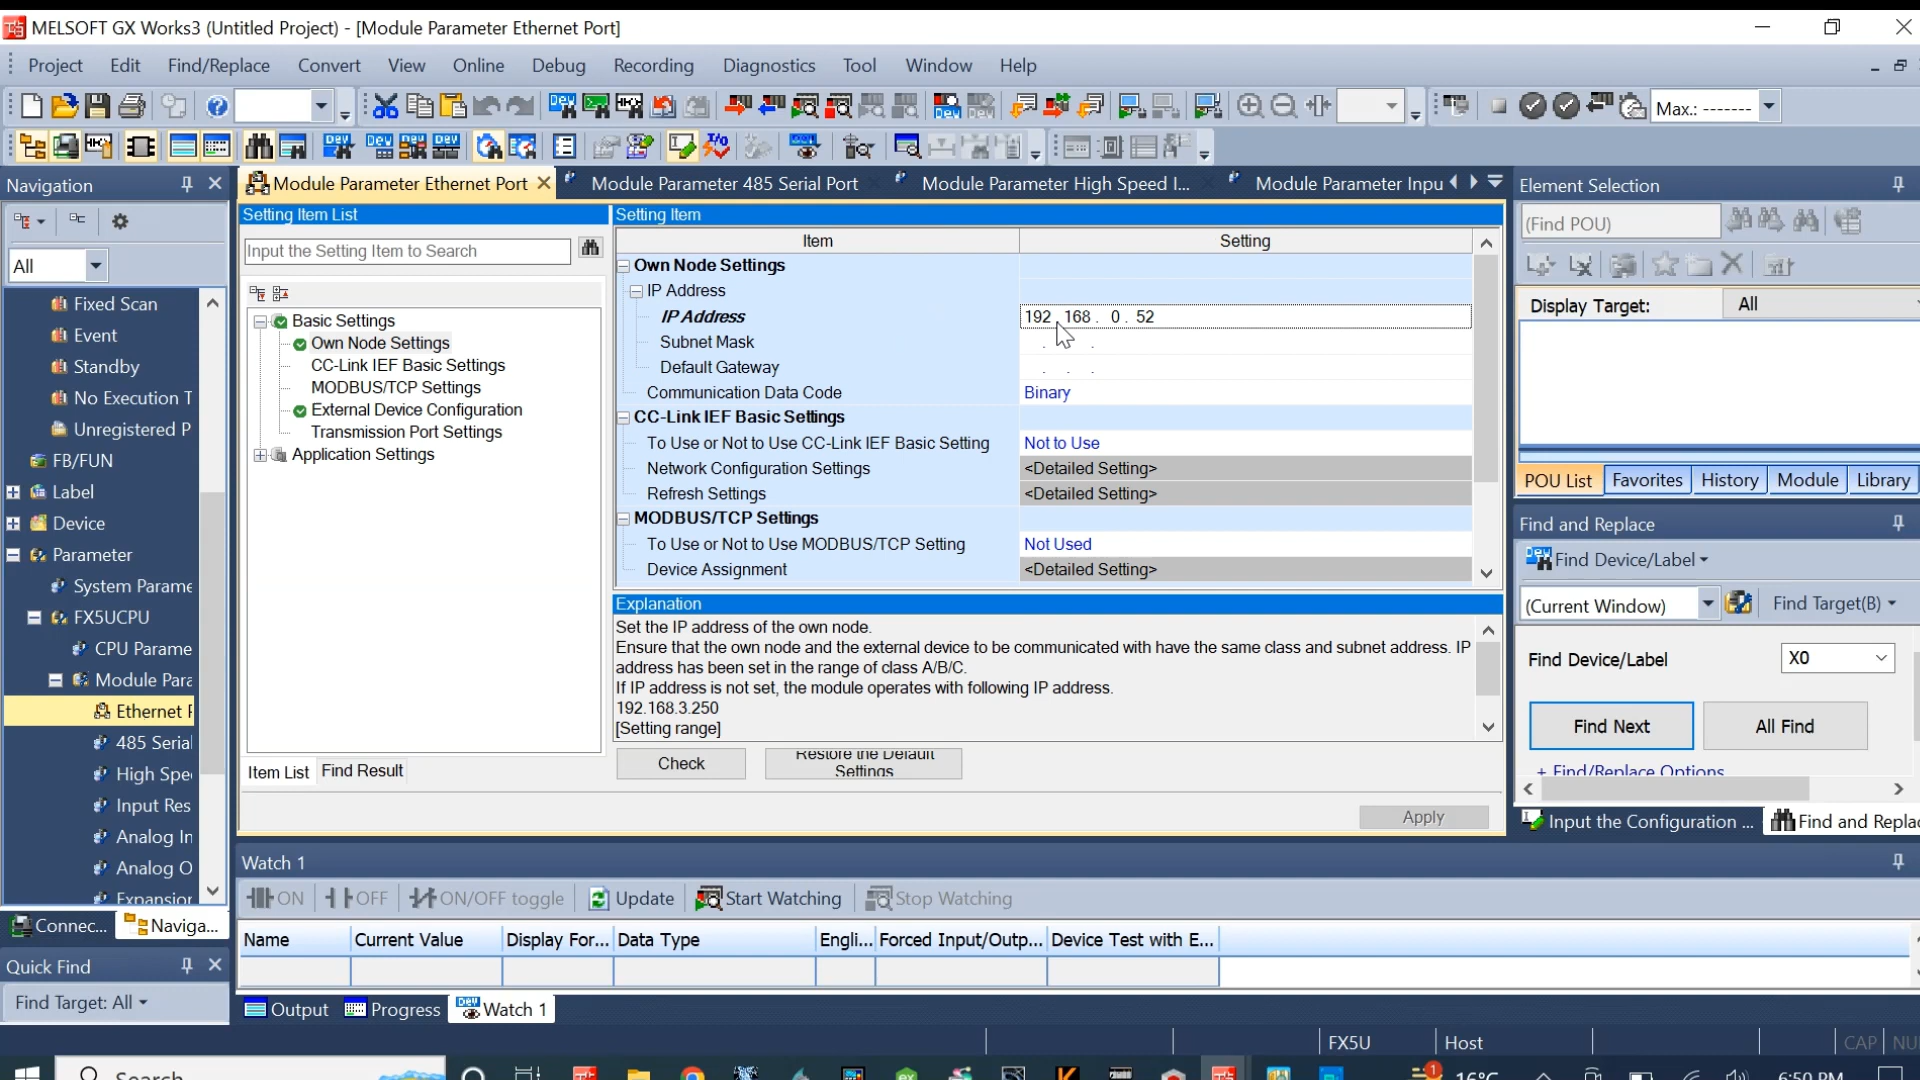 MELSOFT GX Works3 (Untitled Project) - [Module Parameter Ethernet Port]
Project Edit Find/Replace Convert View Online Debug Recording Diagnostics Tool Window Help
Max.: -------
Navigation
All
Fixed Scan
Event
Standby
No Execution T
Unregistered P
FB/FUN
Label
Device
Parameter
System Parame
FX5UCPU
CPU Parame
Module Para
Ethernet P
485 Serial
High Spe
Input Res
Analog In
Analog O
Expansion
Connec... Naviga...
Quick Find
Find Target: All
Module Parameter Ethernet Port Module Parameter 485 Serial Port Module Parameter High Speed I... Module Parameter Inpu
Setting Item List
Input the Setting Item to Search
Basic Settings
Own Node Settings
CC-Link IEF Basic Settings
MODBUS/TCP Settings
External Device Configuration
Transmission Port Settings
Application Settings
Item List Find Result
Setting Item
Item Setting
Own Node Settings
IP Address
IP Address 192 . 168 . 0 . 52
Subnet Mask . . .
Default Gateway . . .
Communication Data Code Binary
CC-Link IEF Basic Settings
To Use or Not to Use CC-Link IEF Basic Setting Not to Use
Network Configuration Settings <Detailed Setting>
Refresh Settings <Detailed Setting>
MODBUS/TCP Settings
To Use or Not to Use MODBUS/TCP Setting Not Used
Device Assignment <Detailed Setting>
Explanation
Set the IP address of the own node.
Ensure that the own node and the external device to be communicated with have the same class and subnet address. IP
address has been set in the range of class A/B/C.
If IP address is not set, the module operates with following IP address.
192.168.3.250
[Setting range]
Check Restore the Default
Settings
Apply
Element Selection
(Find POU)
Display Target: All
POU List Favorites History Module Library
Find and Replace
Find Device/Label
(Current Window) Find Target(B)
Find Device/Label X0
Find Next All Find
+ Find/Replace Options
Input the Configuration ... Find and Replac
Watch 1
ON OFF ON/OFF toggle Update Start Watching Stop Watching
Name Current Value Display For... Data Type Engli... Forced Input/Outp... Device Test with E...
Output Progress Watch 1
FX5U Host CAP NU
Search 1 16°C 6:50 PM